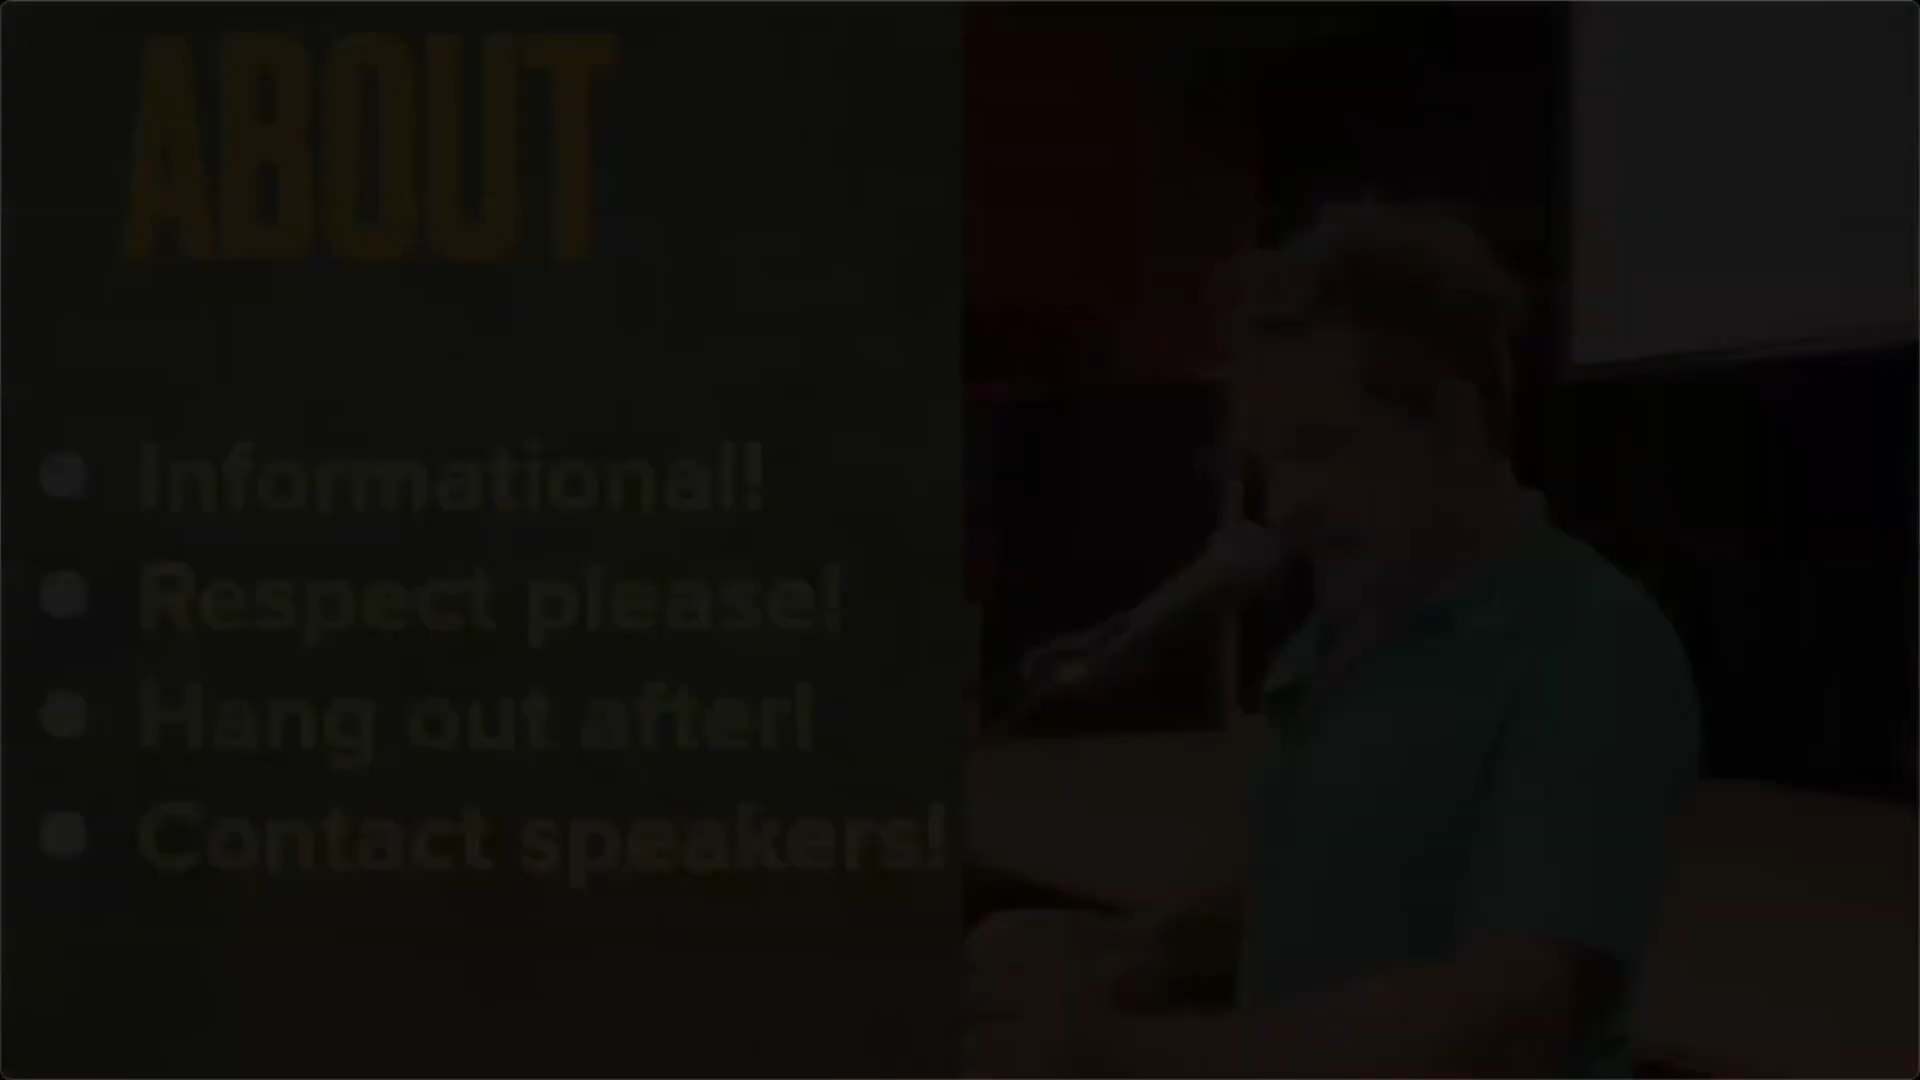 ABOUT
Informational!
Respect please!
Hang out after!
Contact speakers!